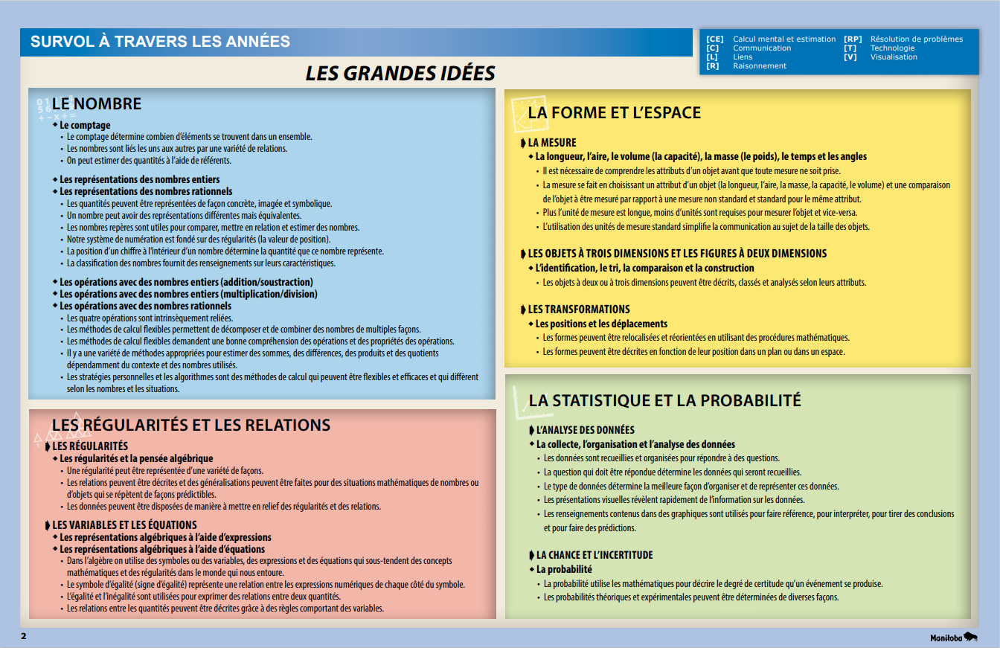 SURVOL À TRAVERS LES ANNÉES
[CE] Calcul mental et estimation [RP] Résolution de problèmes
[C] Communication [T] Technologie
[L] Liens [V] Visualisation
[R] Raisonnement
LES GRANDES IDÉES
LE NOMBRE
◆ Le comptage
• Le comptage détermine combien d'éléments se trouvent dans un ensemble.
• Les nombres sont liés les uns aux autres par une variété de relations.
• On peut estimer des quantités à l'aide de référents.
◆ Les représentations des nombres entiers
◆ Les représentations des nombres rationnels
• Les quantités peuvent être représentées de façon concrète, imagée et symbolique.
• Un nombre peut avoir des représentations différentes mais équivalentes.
• Les nombres repères sont utiles pour comparer, mettre en relation et estimer des nombres.
• Notre système de numération est fondé sur des régularités (la valeur de position).
• La position d'un chiffre à l'intérieur d'un nombre détermine la quantité que ce nombre représente.
• La classification des nombres fournit des renseignements sur leurs caractéristiques.
◆ Les opérations avec des nombres entiers (addition/soustraction)
◆ Les opérations avec des nombres entiers (multiplication/division)
◆ Les opérations avec des nombres rationnels
• Les quatre opérations sont intrinsèquement reliées.
• Les méthodes de calcul flexibles permettent de décomposer et de combiner des nombres de multiples façons.
• Les méthodes de calcul flexibles demandent une bonne compréhension des opérations et des propriétés des opérations.
• Il y a une variété de méthodes appropriées pour estimer des sommes, des différences, des produits et des quotients
dépendamment du contexte et des nombres utilisés.
• Les stratégies personnelles et les algorithmes sont des méthodes de calcul qui peuvent être flexibles et efficaces et qui diffèrent
selon les nombres et les situations.
LES RÉGULARITÉS ET LES RELATIONS
LES RÉGULARITÉS
◆ Les régularités et la pensée algébrique
• Une régularité peut être représentée d'une variété de façons.
• Les relations peuvent être décrites et des généralisations peuvent être faites pour des situations mathématiques de nombres ou
d'objets qui se répètent de façons prédictibles.
• Les données peuvent être disposées de manière à mettre en relief des régularités et des relations.
LES VARIABLES ET LES ÉQUATIONS
◆ Les représentations algébriques à l'aide d'expressions
◆ Les représentations algébriques à l'aide d'équations
• Dans l'algèbre on utilise des symboles ou des variables, des expressions et des équations qui sous-tendent des concepts
mathématiques et des régularités dans le monde qui nous entoure.
• Le symbole d'égalité (signe d'égalité) représente une relation entre les expressions numériques de chaque côté du symbole.
• L'égalité et l'inégalité sont utilisées pour exprimer des relations entre deux quantités.
• Les relations entre les quantités peuvent être décrites grâce à des règles comportant des variables.
LA FORME ET L'ESPACE
LA MESURE
◆ La longueur, l'aire, le volume (la capacité), la masse (le poids), le temps et les angles
• Il est nécessaire de comprendre les attributs d'un objet avant que toute mesure ne soit prise.
• La mesure se fait en choisissant un attribut d'un objet (la longueur, l'aire, la masse, la capacité, le volume) et une comparaison
de l'objet à être mesuré par rapport à une mesure non standard et standard pour le même attribut.
• Plus l'unité de mesure est longue, moins d'unités sont requises pour mesurer l'objet et vice-versa.
• L'utilisation des unités de mesure standard simplifie la communication au sujet de la taille des objets.
LES OBJETS À TROIS DIMENSIONS ET LES FIGURES À DEUX DIMENSIONS
◆ L'identification, le tri, la comparaison et la construction
• Les objets à deux ou à trois dimensions peuvent être décrits, classés et analysés selon leurs attributs.
LES TRANSFORMATIONS
◆ Les positions et les déplacements
• Les formes peuvent être relocalisées et réorientées en utilisant des procédures mathématiques.
• Les formes peuvent être décrites en fonction de leur position dans un plan ou dans un espace.
LA STATISTIQUE ET LA PROBABILITÉ
L'ANALYSE DES DONNÉES
◆ La collecte, l'organisation et l'analyse des données
• Les données sont recueillies et organisées pour répondre à des questions.
• La question qui doit être répondue détermine les données qui seront recueillies.
• Le type de données détermine la meilleure façon d'organiser et de représenter ces données.
• Les présentations visuelles révèlent rapidement de l'information sur les données.
• Les renseignements contenus dans des graphiques sont utilisés pour faire référence, pour interpréter, pour tirer des conclusions
et pour faire des prédictions.
LA CHANCE ET L'INCERTITUDE
◆ La probabilité
• La probabilité utilise les mathématiques pour décrire le degré de certitude qu'un événement se produise.
• Les probabilités théoriques et expérimentales peuvent être déterminées de diverses façons.
2
Manitoba